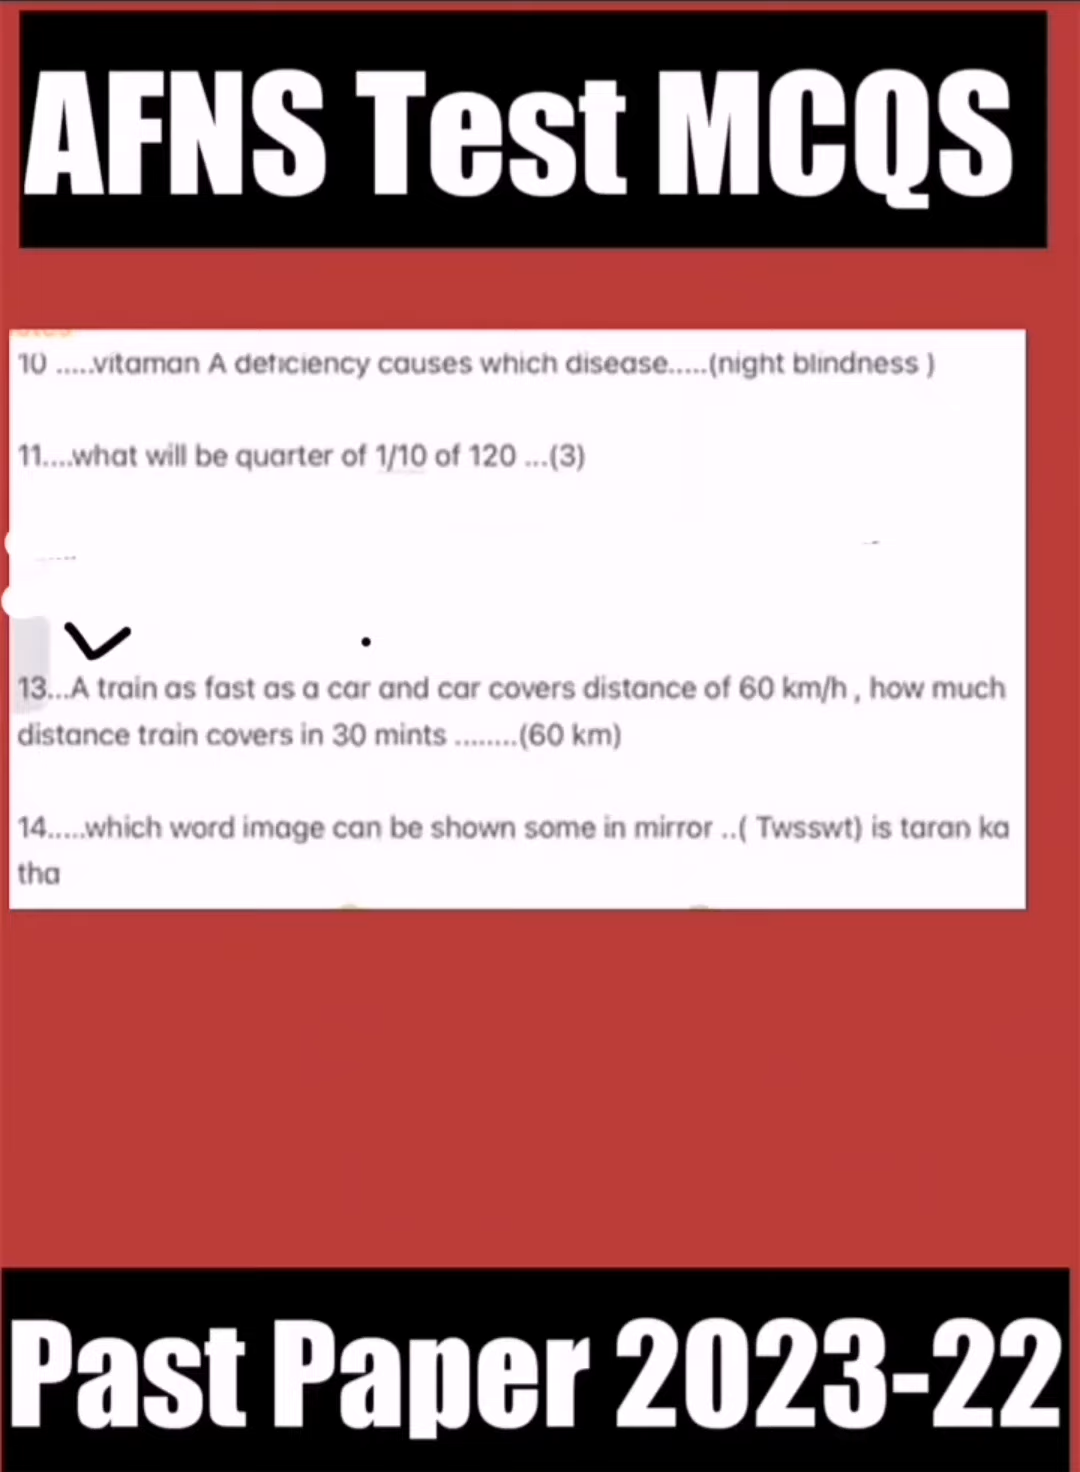 AFNS Test MCQS
10 .....vitaman A deficiency causes which disease.....(night blindness )
11....what will be quarter of 1/10 of 120 ...(3)
13...A train as fast as a car and car covers distance of 60 km/h , how much
distance train covers in 30 mints ........(60 km)
14.....which word image can be shown some in mirror ..( Twsswt) is taran ka
tha
Past Paper 2023-22